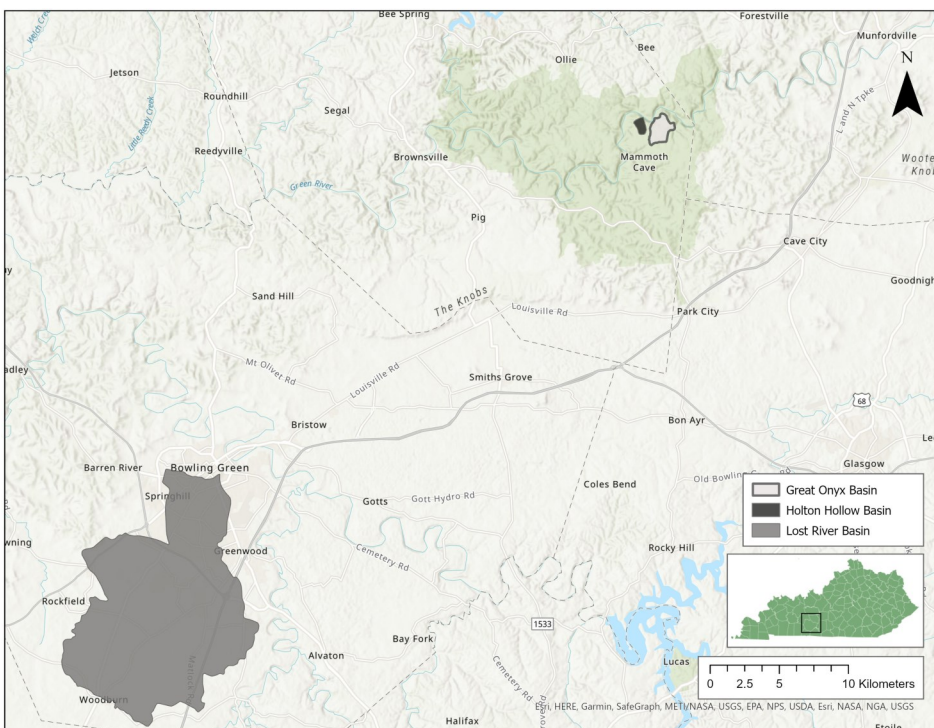 Welch Creek
Bee Spring
Forestville
Bee
Munfordville
Ollie
N
Jetson
Roundhill
Segal
L and N Tpke
Little Reedy Creek
Reedyville
Brownsville
Mammoth
Cave
Green River
Pig
Cave City
Sand Hill
The Knobs
Louisville Rd
Park City
Mt Olivet Rd
Louisville Rd
Smiths Grove
68
Bristow
Bon Ayr
Barren River
Bowling Green
Glasgow
Springhill
Gotts
Gott Hydro Rd
Coles Bend
Great Onyx Basin
Holton Hollow Basin
Lost River Basin
Greenwood
Cemetery Rd
Rocky Hill
Rockfield
1533
Bay Fork
Alvaton
Cemetery Rd
Lucas
0 2.5 5 10 Kilometers
Woodburn
Esri, HERE, Garmin, SafeGraph, METI/NASA, USGS, EPA, NPS, USDA, Esri, NASA, NGA, USGS
Halifax